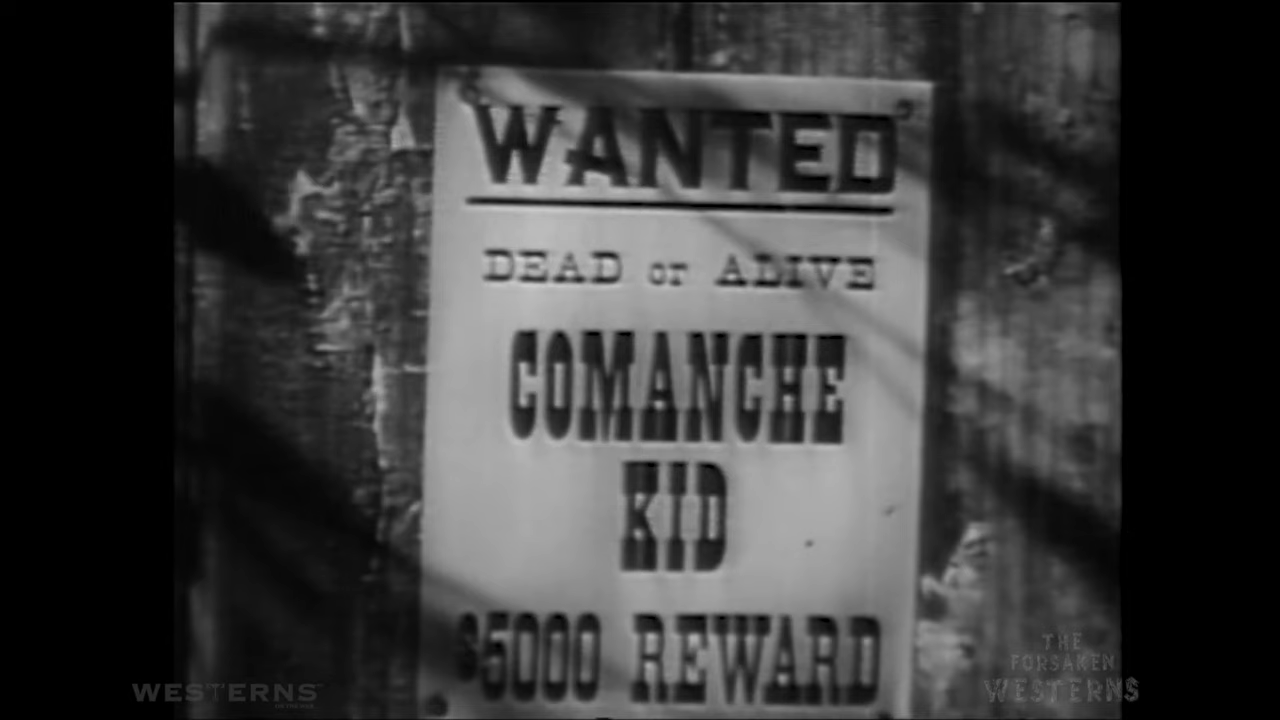 WANTED
DEAD or ALIVE
COMANCHE
KID
$5000 REWARD
WESTERNS
THE
FORSAKEN
WESTERNS